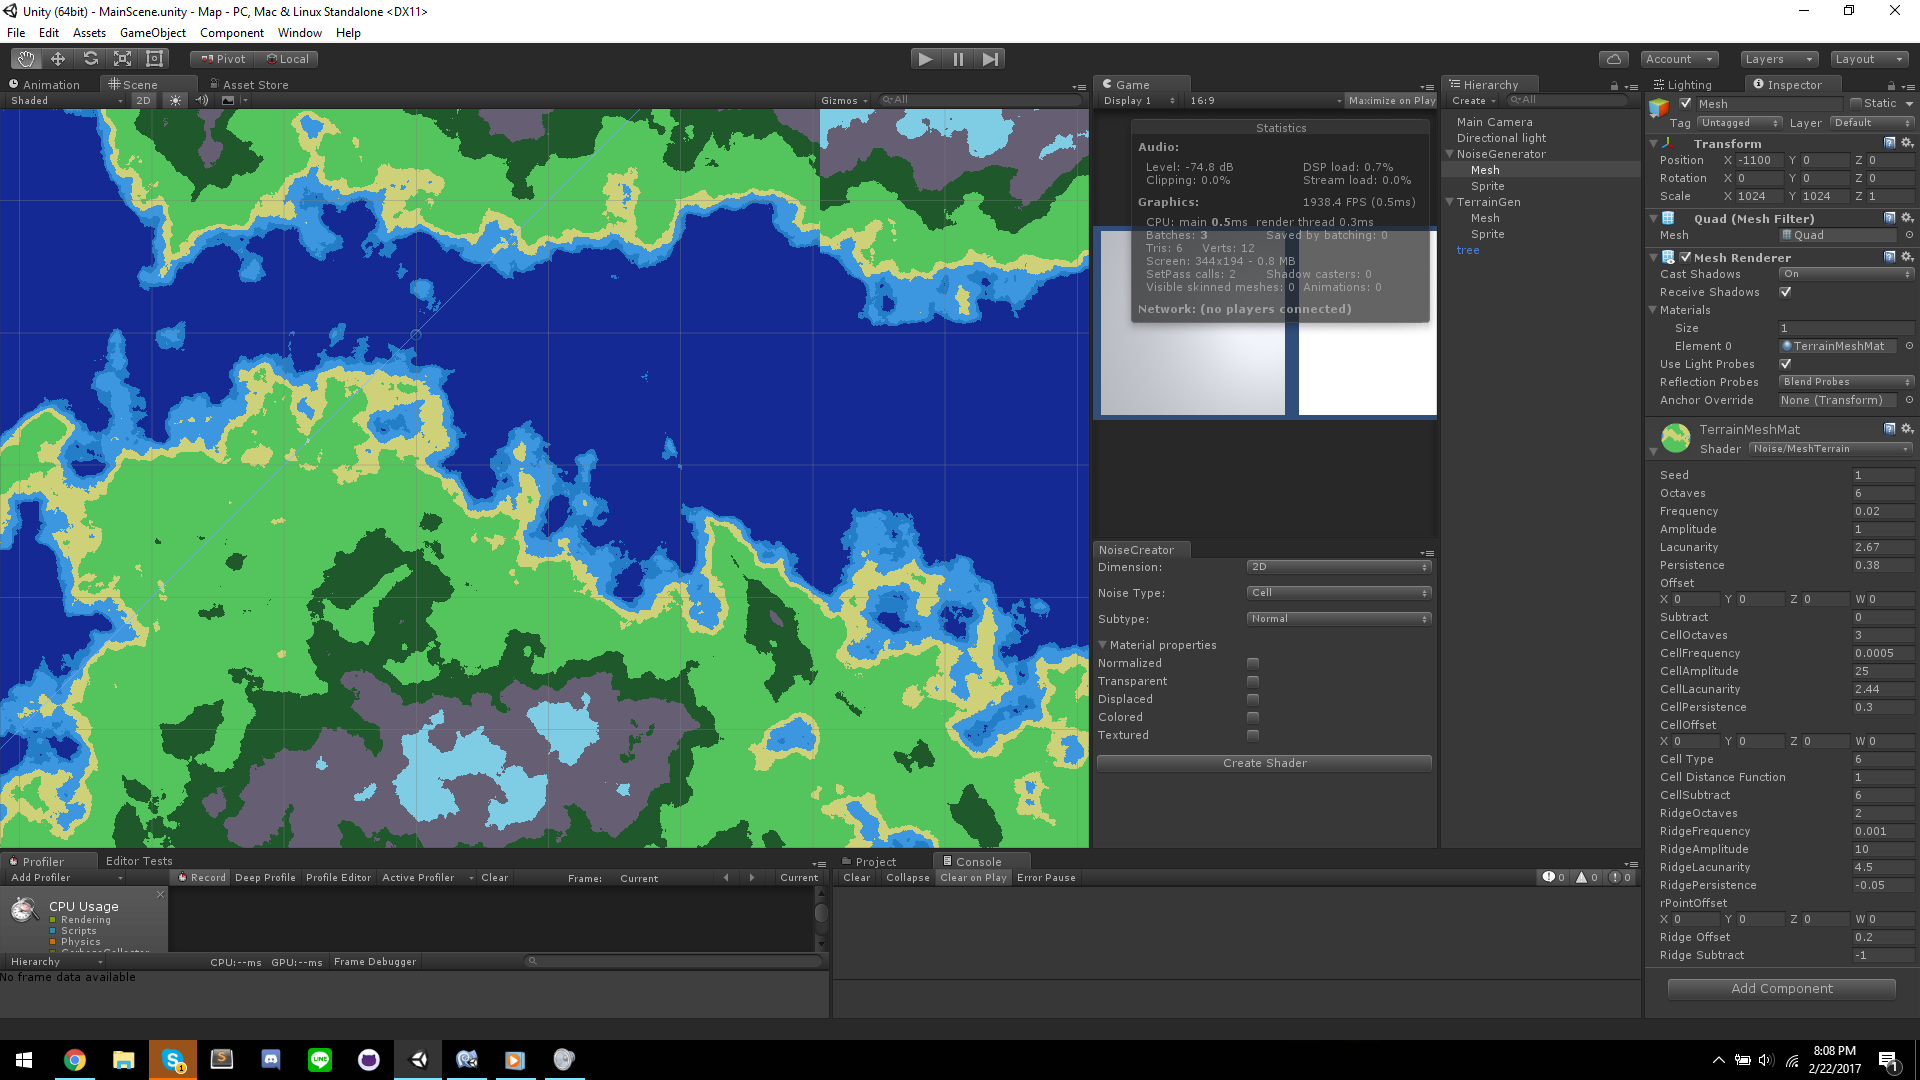 Unity (64bit) - MainScene.unity - Map - PC, Mac & Linux Standalone <DX11>
File Edit Assets GameObject Component Window Help
Pivot Local
Account Layers Layout
Animation Scene Asset Store
Shaded 2D Gizmos All
Game
Display 1 16:9 Maximize on Play
Statistics
Audio:
Level: -74.8 dB DSP load: 0.7%
Clipping: 0.0% Stream load: 0.0%
Graphics: 1938.4 FPS (0.5ms)
CPU: main 0.5ms render thread 0.3ms
Batches: 3 Saved by batching: 0
Tris: 6 Verts: 12
Screen: 344x194 - 0.8 MB
SetPass calls: 2 Shadow casters: 0
Visible skinned meshes: 0 Animations: 0
Network: (no players connected)
NoiseCreator
Dimension: 2D
Noise Type: Cell
Subtype: Normal
Material properties
Normalized
Transparent
Displaced
Colored
Textured
Create Shader
Hierarchy
Create All
Main Camera
Directional light
NoiseGenerator
Mesh
Sprite
TerrainGen
Mesh
Sprite
tree
Lighting Inspector
Mesh Static
Tag Untagged Layer Default
Transform
Position X -1100 Y 0 Z 0
Rotation X 0 Y 0 Z 0
Scale X 1024 Y 1024 Z 1
Quad (Mesh Filter)
Mesh Quad
Mesh Renderer
Cast Shadows On
Receive Shadows
Materials
Size 1
Element 0 TerrainMeshMat
Use Light Probes
Reflection Probes Blend Probes
Anchor Override None (Transform)
TerrainMeshMat
Shader Noise/MeshTerrain
Seed 1
Octaves 6
Frequency 0.02
Amplitude 1
Lacunarity 2.67
Persistence 0.38
Offset
X 0 Y 0 Z 0 W 0
Subtract 0
CellOctaves 3
CellFrequency 0.0005
CellAmplitude 25
CellLacunarity 2.44
CellPersistence 0.3
CellOffset
X 0 Y 0 Z 0 W 0
Cell Type 6
Cell Distance Function 1
CellSubtract 6
RidgeOctaves 2
RidgeFrequency 0.001
RidgeAmplitude 10
RidgeLacunarity 4.5
RidgePersistence -0.05
rPointOffset
X 0 Y 0 Z 0 W 0
Ridge Offset 0.2
Ridge Subtract -1
Add Component
Profiler Editor Tests
Add Profiler Record Deep Profile Profile Editor Active Profiler Clear Frame: Current Current
CPU Usage
Rendering
Scripts
Physics
GarbageCollector
Hierarchy CPU:--ms GPU:--ms Frame Debugger
No frame data available
Project Console
Clear Collapse Clear on Play Error Pause 0 0 0
1
8:08 PM
2/22/2017
1